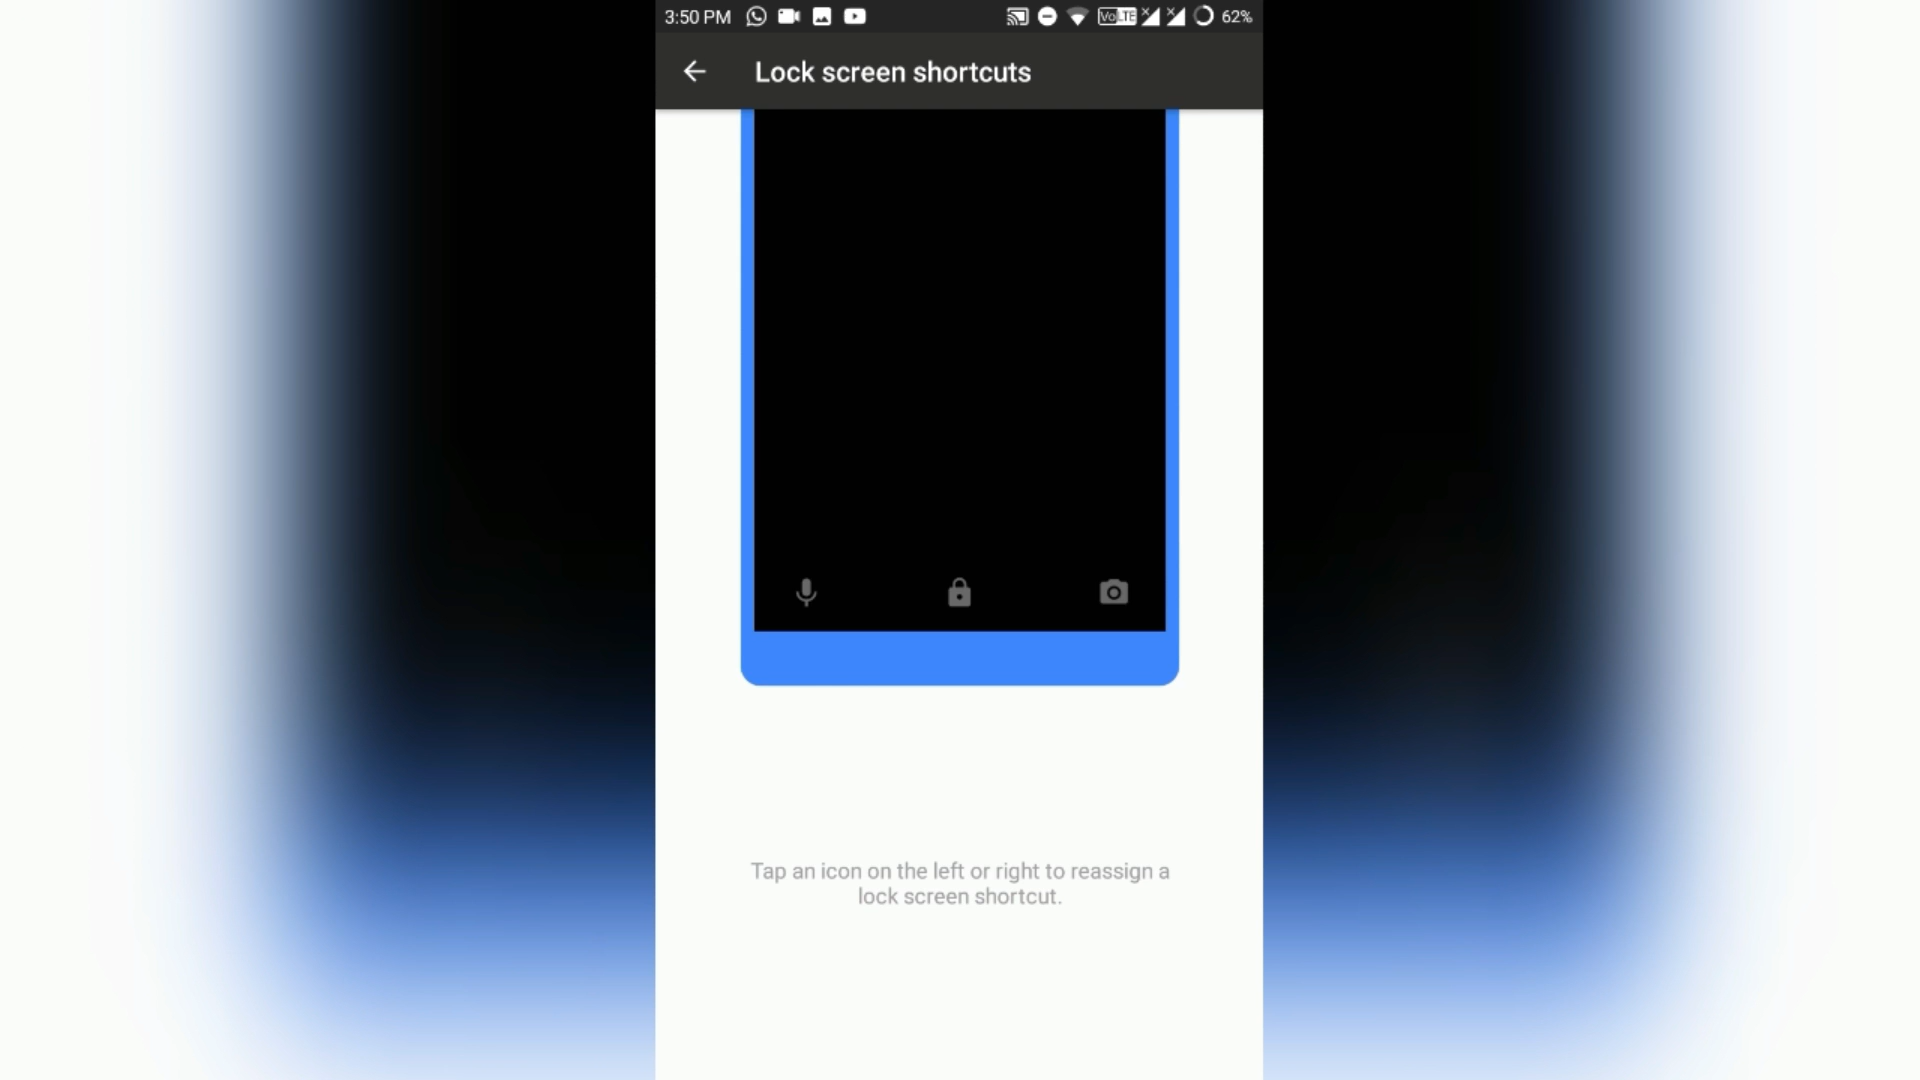 3:50 PM VoLTE 62%
Lock screen shortcuts
Tap an icon on the left or right to reassign a
lock screen shortcut.